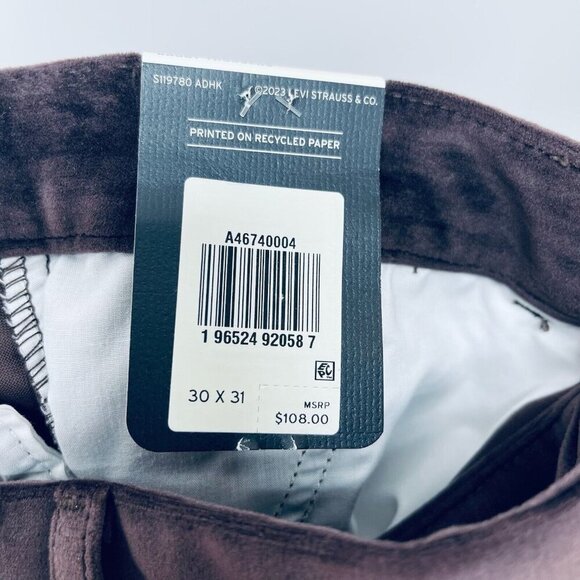 S119780 ADHK ©2023 LEVI STRAUSS & CO.
PRINTED ON RECYCLED PAPER
A46740004
1 96524 92058 7
30 X 31
MSRP
$108.00